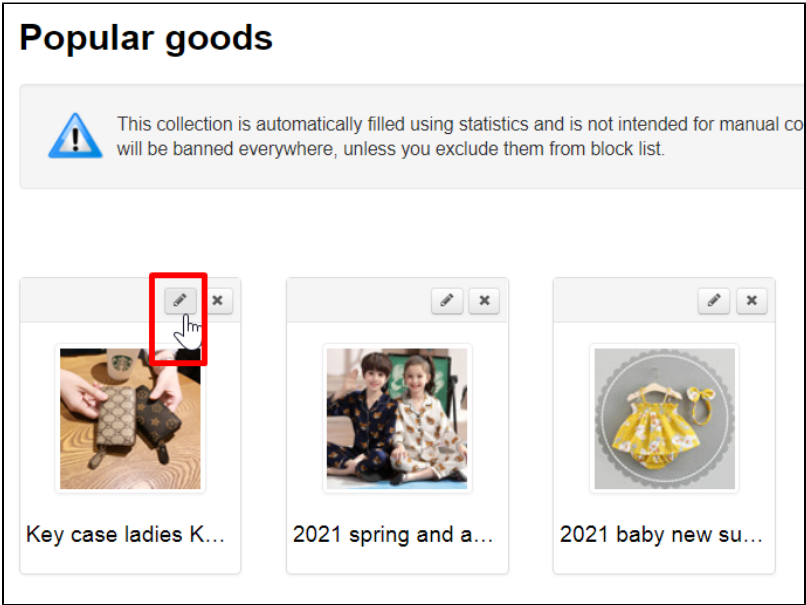 Popular goods
This collection is automatically filled using statistics and is not intended for manual co
will be banned everywhere, unless you exclude them from block list.
Key case ladies K...
2021 spring and a...
2021 baby new su...